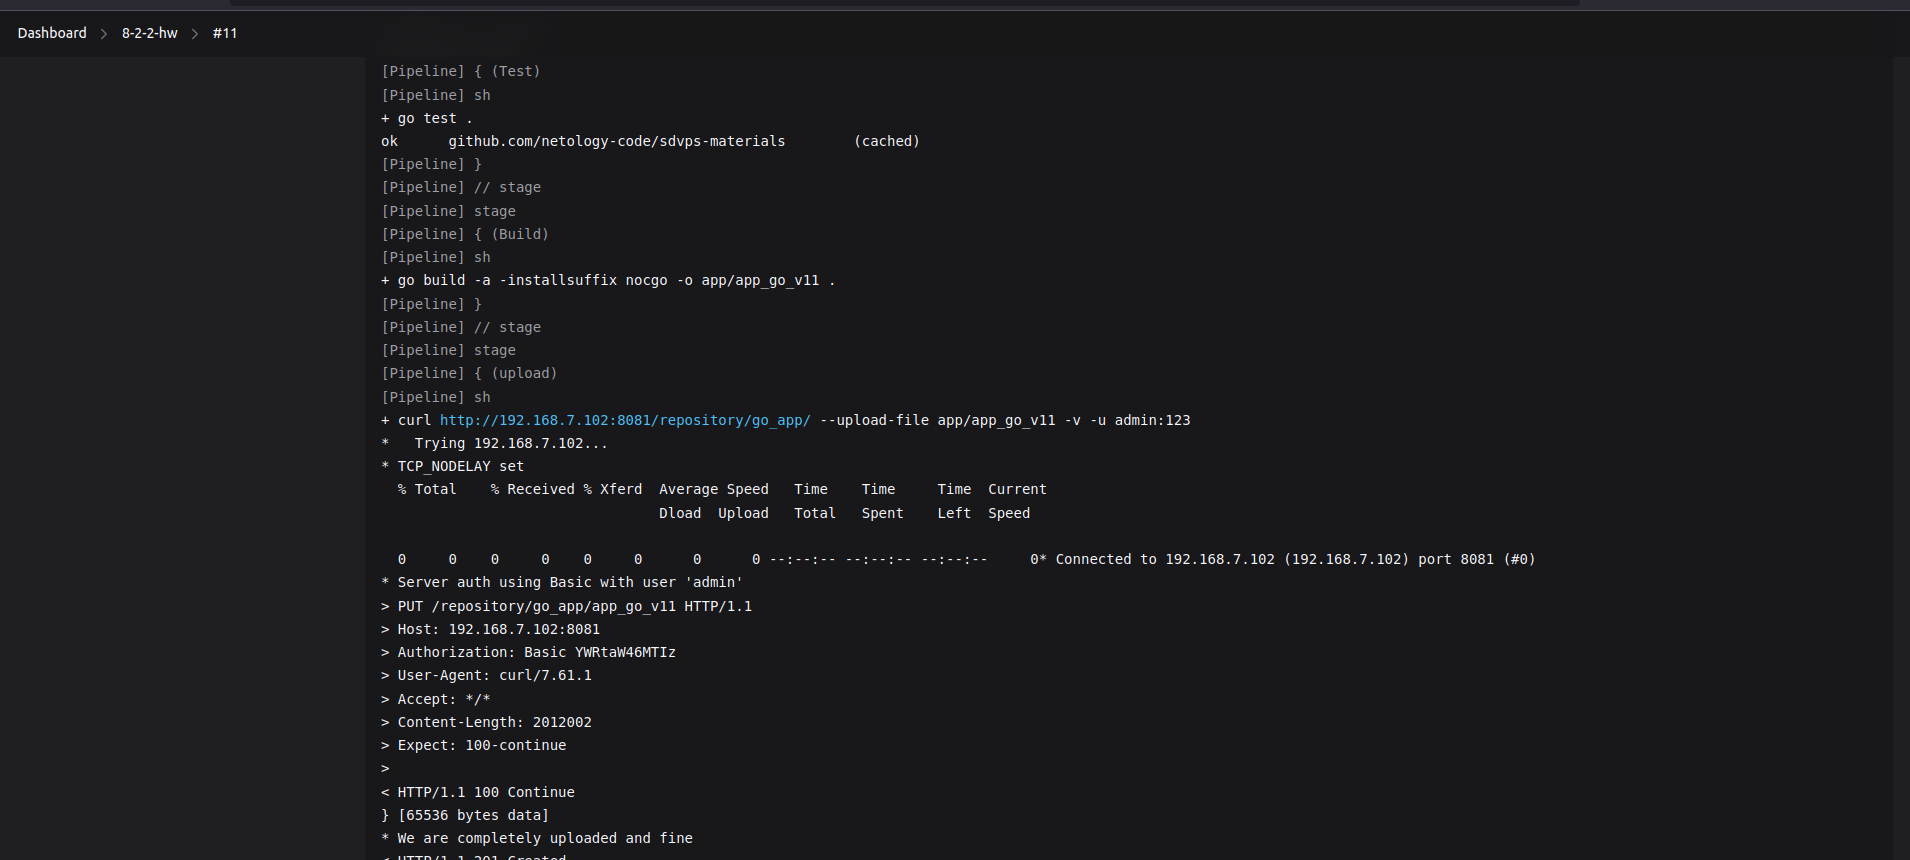 Dashboard > 8-2-2-hw > #11
[Pipeline] { (Test)
[Pipeline] sh
+ go test .
ok      github.com/netology-code/sdvps-materials        (cached)
[Pipeline] }
[Pipeline] // stage
[Pipeline] stage
[Pipeline] { (Build)
[Pipeline] sh
+ go build -a -installsuffix nocgo -o app/app_go_v11 .
[Pipeline] }
[Pipeline] // stage
[Pipeline] stage
[Pipeline] { (upload)
[Pipeline] sh
+ curl http://192.168.7.102:8081/repository/go_app/ --upload-file app/app_go_v11 -v -u admin:123
*   Trying 192.168.7.102...
* TCP_NODELAY set
  % Total    % Received % Xferd  Average Speed   Time    Time     Time  Current
                                 Dload  Upload   Total   Spent    Left  Speed
  0     0    0     0    0     0      0      0 --:--:-- --:--:-- --:--:--     0* Connected to 192.168.7.102 (192.168.7.102) port 8081 (#0)
* Server auth using Basic with user 'admin'
> PUT /repository/go_app/app_go_v11 HTTP/1.1
> Host: 192.168.7.102:8081
> Authorization: Basic YWRtaW46MTIz
> User-Agent: curl/7.61.1
> Accept: */*
> Content-Length: 2012002
> Expect: 100-continue
>
< HTTP/1.1 100 Continue
} [65536 bytes data]
* We are completely uploaded and fine
< HTTP/1.1 201 Created